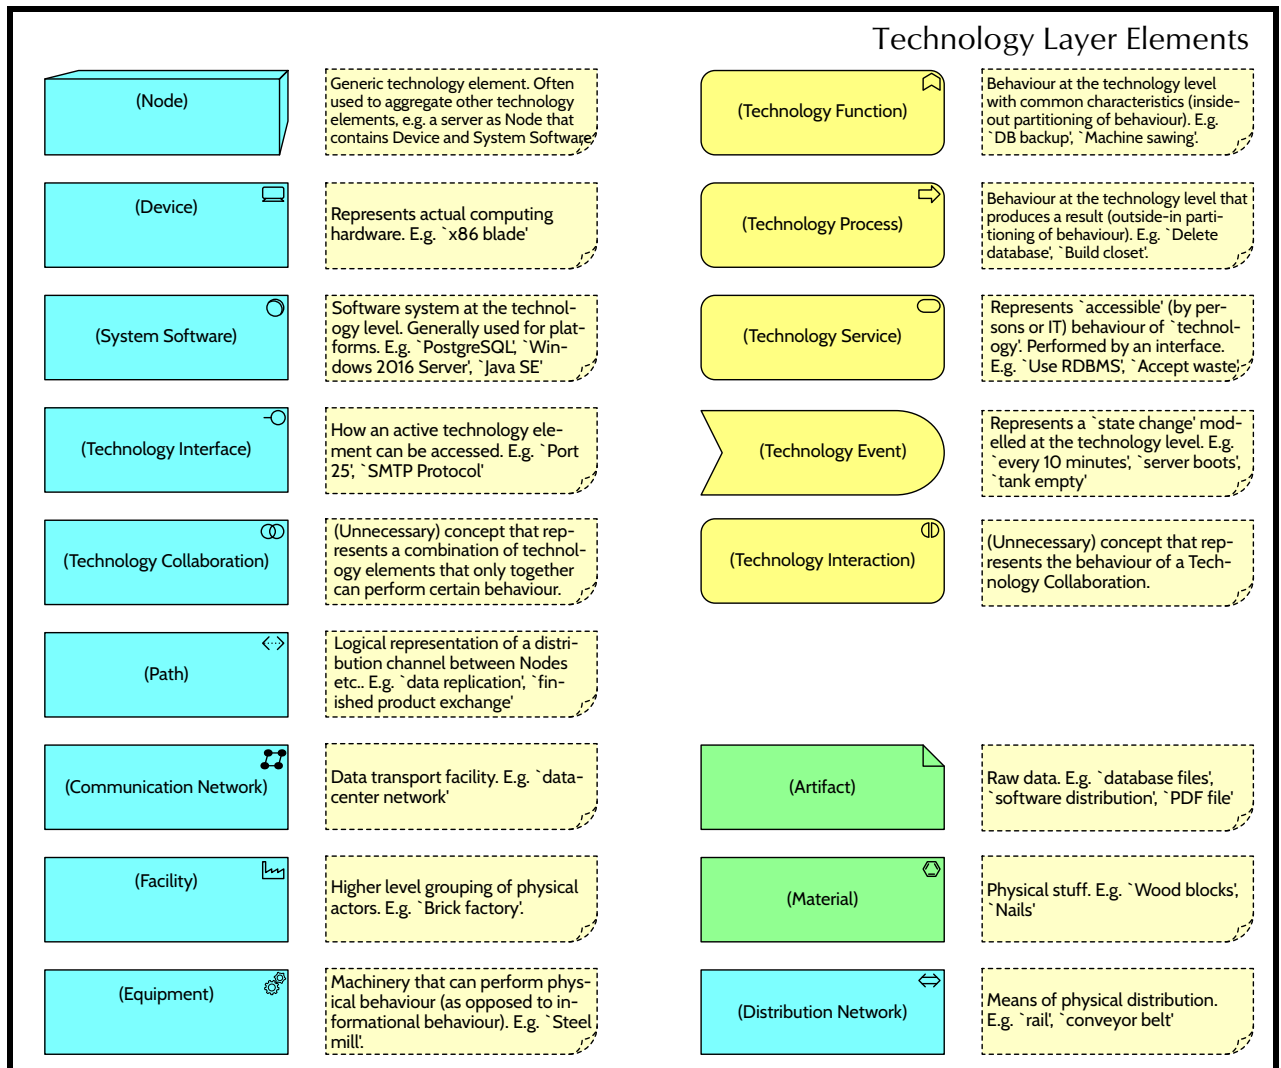 Technology Layer Elements
(Node)
Generic technology element. Often
used to aggregate other technology
elements, e.g. a server as Node that
contains Device and System Software.
(Technology Function)
Behaviour at the technology level
with common characteristics (inside-
out partitioning of behaviour). E.g.
`DB backup', `Machine sawing'.
(Device)
Represents actual computing
hardware. E.g. `x86 blade'
(Technology Process)
Behaviour at the technology level that
produces a result (outside-in parti-
tioning of behaviour). E.g. `Delete
database', `Build closet'.
(System Software)
Software system at the technol-
ogy level. Generally used for plat-
forms. E.g. `PostgreSQL', `Win-
dows 2016 Server', `Java SE'
(Technology Service)
Represents `accessible' (by per-
sons or IT) behaviour of `technol-
ogy'. Performed by an interface.
E.g. `Use RDBMS', `Accept waste'
(Technology Interface)
How an active technology ele-
ment can be accessed. E.g. `Port
25', `SMTP Protocol'
(Technology Event)
Represents a `state change' mod-
elled at the technology level. E.g.
`every 10 minutes', `server boots',
`tank empty'
(Technology Collaboration)
(Unnecessary) concept that rep-
resents a combination of technol-
ogy elements that only together
can perform certain behaviour.
(Technology Interaction)
(Unnecessary) concept that rep-
resents the behaviour of a Tech-
nology Collaboration.
(Path)
Logical representation of a distri-
bution channel between Nodes
etc.. E.g. `data replication', `fin-
ished product exchange'
(Communication Network)
Data transport facility. E.g. `data-
center network'
(Artifact)
Raw data. E.g. `database files',
`software distribution', `PDF file'
(Facility)
Higher level grouping of physical
actors. E.g. `Brick factory'.
(Material)
Physical stuff. E.g. `Wood blocks',
`Nails'
(Equipment)
Machinery that can perform phys-
ical behaviour (as opposed to in-
formational behaviour). E.g. `Steel
mill'.
(Distribution Network)
Means of physical distribution.
E.g. `rail', `conveyor belt'